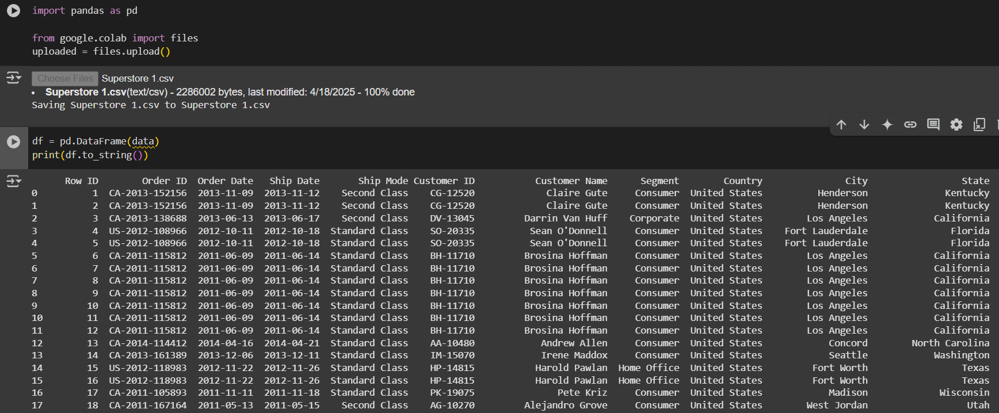 import pandas as pd
from google.colab import files
uploaded = files.upload()
Choose Files Superstore 1.csv
• Superstore 1.csv(text/csv) - 2286002 bytes, last modified: 4/18/2025 - 100% done
Saving Superstore 1.csv to Superstore 1.csv
df = pd.DataFrame(data)
print(df.to_string())
Row ID Order ID Order Date Ship Date Ship Mode Customer ID Customer Name Segment Country City State
0 1 CA-2013-152156 2013-11-09 2013-11-12 Second Class CG-12520 Claire Gute Consumer United States Henderson Kentucky
1 2 CA-2013-152156 2013-11-09 2013-11-12 Second Class CG-12520 Claire Gute Consumer United States Henderson Kentucky
2 3 CA-2013-138688 2013-06-13 2013-06-17 Second Class DV-13045 Darrin Van Huff Corporate United States Los Angeles California
3 4 US-2012-108966 2012-10-11 2012-10-18 Standard Class SO-20335 Sean O'Donnell Consumer United States Fort Lauderdale Florida
4 5 US-2012-108966 2012-10-11 2012-10-18 Standard Class SO-20335 Sean O'Donnell Consumer United States Fort Lauderdale Florida
5 6 CA-2011-115812 2011-06-09 2011-06-14 Standard Class BH-11710 Brosina Hoffman Consumer United States Los Angeles California
6 7 CA-2011-115812 2011-06-09 2011-06-14 Standard Class BH-11710 Brosina Hoffman Consumer United States Los Angeles California
7 8 CA-2011-115812 2011-06-09 2011-06-14 Standard Class BH-11710 Brosina Hoffman Consumer United States Los Angeles California
8 9 CA-2011-115812 2011-06-09 2011-06-14 Standard Class BH-11710 Brosina Hoffman Consumer United States Los Angeles California
9 10 CA-2011-115812 2011-06-09 2011-06-14 Standard Class BH-11710 Brosina Hoffman Consumer United States Los Angeles California
10 11 CA-2011-115812 2011-06-09 2011-06-14 Standard Class BH-11710 Brosina Hoffman Consumer United States Los Angeles California
11 12 CA-2011-115812 2011-06-09 2011-06-14 Standard Class BH-11710 Brosina Hoffman Consumer United States Los Angeles California
12 13 CA-2014-114412 2014-04-16 2014-04-21 Standard Class AA-10480 Andrew Allen Consumer United States Concord North Carolina
13 14 CA-2013-161389 2013-12-06 2013-12-11 Standard Class IM-15070 Irene Maddox Consumer United States Seattle Washington
14 15 US-2012-118983 2012-11-22 2012-11-26 Standard Class HP-14815 Harold Pawlan Home Office United States Fort Worth Texas
15 16 US-2012-118983 2012-11-22 2012-11-26 Standard Class HP-14815 Harold Pawlan Home Office United States Fort Worth Texas
16 17 CA-2011-105893 2011-11-11 2011-11-18 Standard Class PK-19075 Pete Kriz Consumer United States Madison Wisconsin
17 18 CA-2011-167164 2011-05-13 2011-05-15 Second Class AG-10270 Alejandro Grove Consumer United States West Jordan Utah